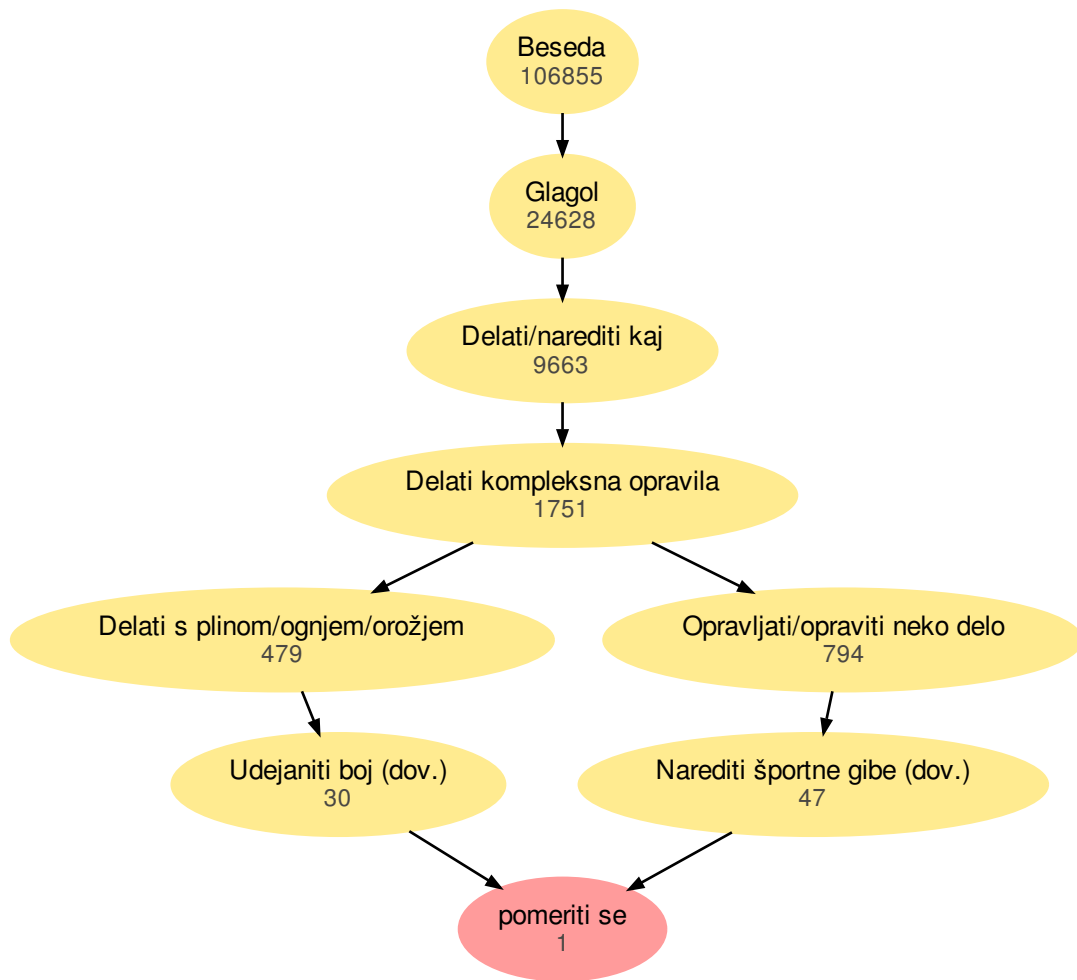 Beseda
106855
Glagol
24628
Delati/narediti kaj
9663
Delati kompleksna opravila
1751
Delati s plinom/ognjem/orožjem
479
Opravljati/opraviti neko delo
794
Udejaniti boj (dov.)
30
Narediti športne gibe (dov.)
47
pomeriti se
1